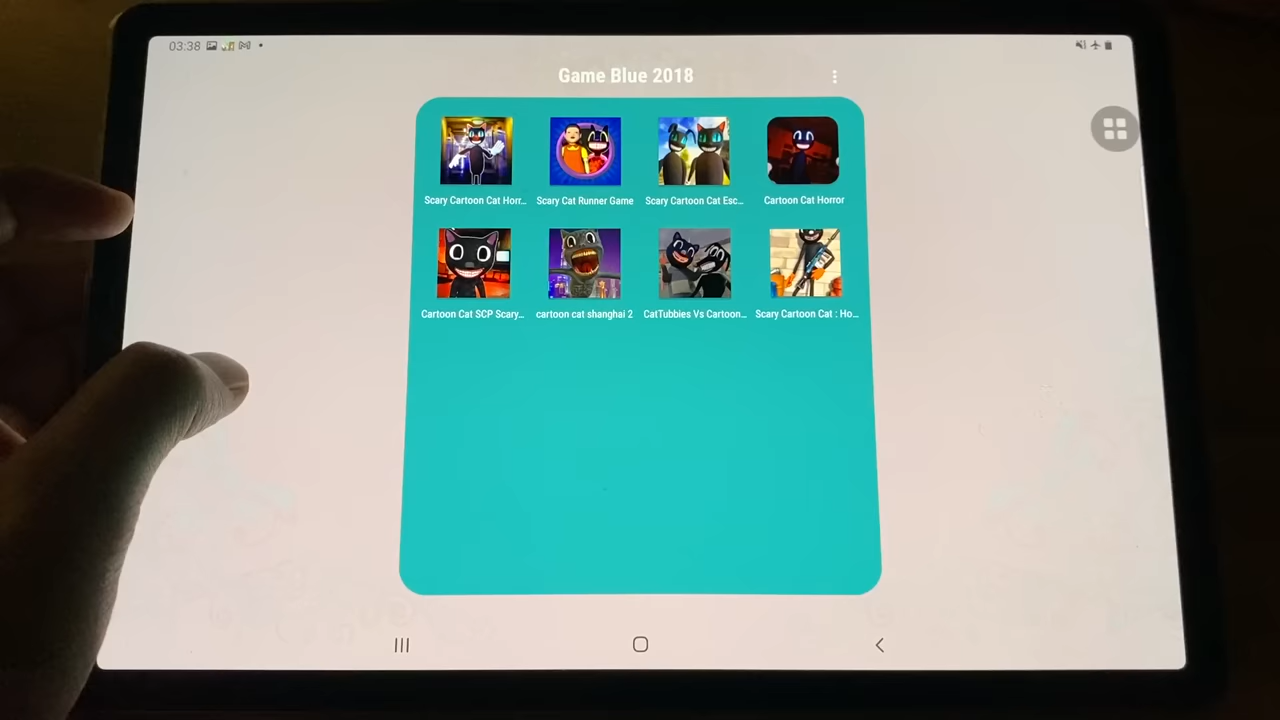 03:38
Game Blue 2018
Scary Cartoon Cat Horr...
Scary Cat Runner Game
Scary Cartoon Cat Esc...
Cartoon Cat Horror
Cartoon Cat SCP Scary...
cartoon cat shanghai 2
CatTubbies Vs Cartoon...
Scary Cartoon Cat : Ho...